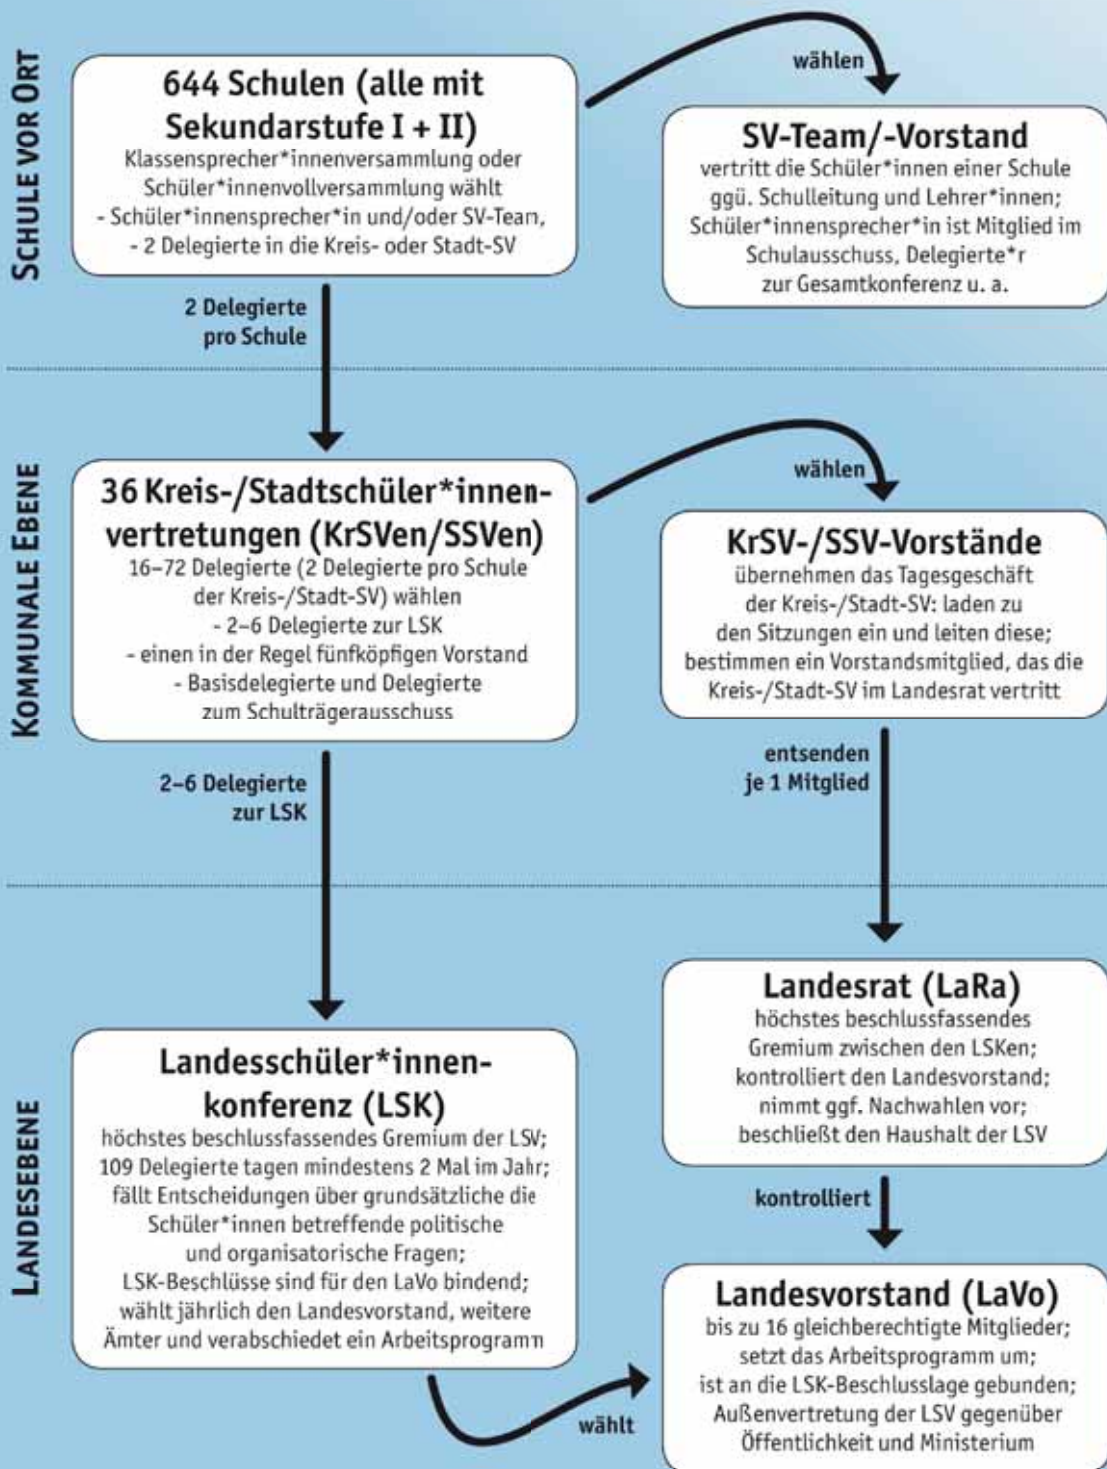 SCHULE VOR ORT
644 Schulen (alle mit
Sekundarstufe I + II)
Klassensprecher*innenversammlung oder
Schüler*innenvollversammlung wählt
- Schüler*innensprecher*in und/oder SV-Team,
- 2 Delegierte in die Kreis- oder Stadt-SV
wählen
SV-Team/-Vorstand
vertritt die Schüler*innen einer Schule
ggü. Schulleitung und Lehrer*innen;
Schüler*innensprecher*in ist Mitglied im
Schulausschuss, Delegierte*r
zur Gesamtkonferenz u. a.
2 Delegierte
pro Schule
KOMMUNALE EBENE
36 Kreis-/Stadtschüler*innen-
vertretungen (KrSVen/SSVen)
16–72 Delegierte (2 Delegierte pro Schule
der Kreis-/Stadt-SV) wählen
- 2–6 Delegierte zur LSK
- einen in der Regel fünfköpfigen Vorstand
- Basisdelegierte und Delegierte
zum Schulträgerausschuss
wählen
KrSV-/SSV-Vorstände
übernehmen das Tagesgeschäft
der Kreis-/Stadt-SV: laden zu
den Sitzungen ein und leiten diese;
bestimmen ein Vorstandsmitglied, das die
Kreis-/Stadt-SV im Landesrat vertritt
2–6 Delegierte
zur LSK
entsenden
je 1 Mitglied
LANDESEBENE
Landesschüler*innen-
konferenz (LSK)
höchstes beschlussfassendes Gremium der LSV;
109 Delegierte tagen mindestens 2 Mal im Jahr;
fällt Entscheidungen über grundsätzliche die
Schüler*innen betreffende politische
und organisatorische Fragen;
LSK-Beschlüsse sind für den LaVo bindend;
wählt jährlich den Landesvorstand, weitere
Ämter und verabschiedet ein Arbeitsprogramm
Landesrat (LaRa)
höchstes beschlussfassendes
Gremium zwischen den LSKen;
kontrolliert den Landesvorstand;
nimmt ggf. Nachwahlen vor;
beschließt den Haushalt der LSV
kontrolliert
wählt
Landesvorstand (LaVo)
bis zu 16 gleichberechtigte Mitglieder;
setzt das Arbeitsprogramm um;
ist an die LSK-Beschlusslage gebunden;
Außenvertretung der LSV gegenüber
Öffentlichkeit und Ministerium